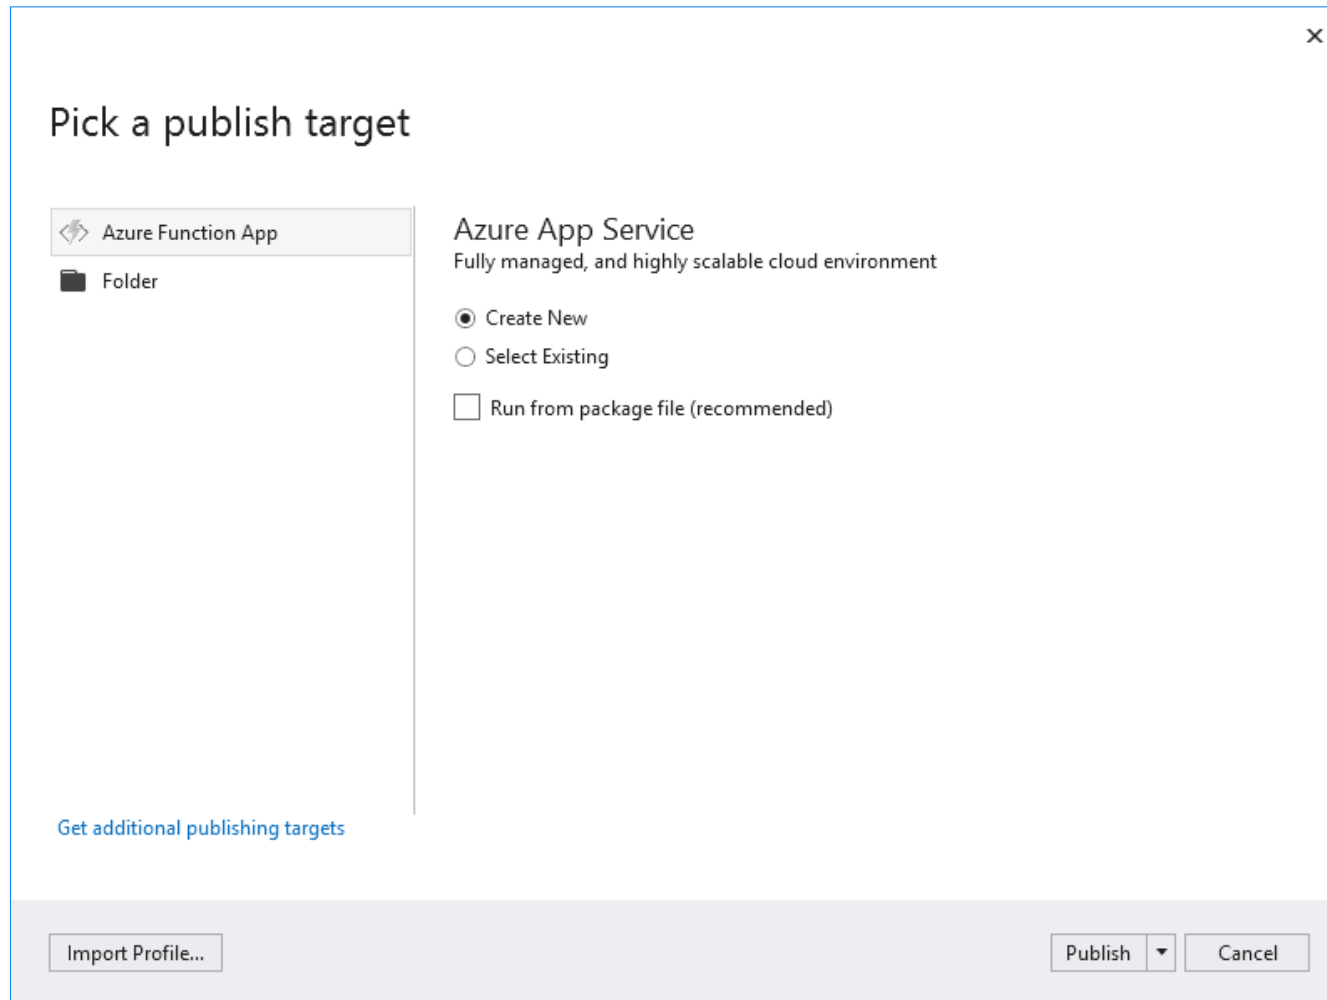 Pick a publish target
Azure Function App
Folder
Get additional publishing targets
Azure App Service
Fully managed, and highly scalable cloud environment
Create New
Select Existing
Run from package file (recommended)
Import Profile...
Publish
Cancel